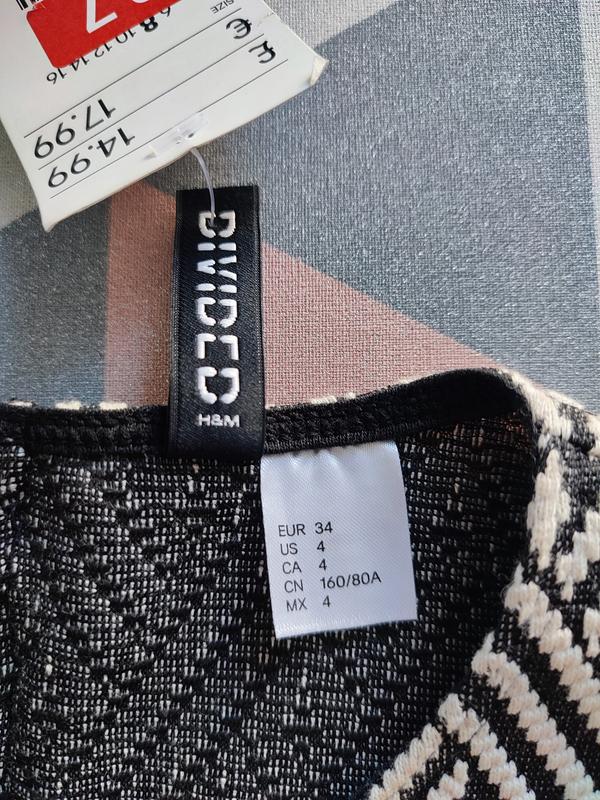 £ 14.99
€ 17.99
SIZE
6 8 10 12 14 16
DIVIDED
H&M
EUR 34
US 4
CA 4
CN 160/80A
MX 4